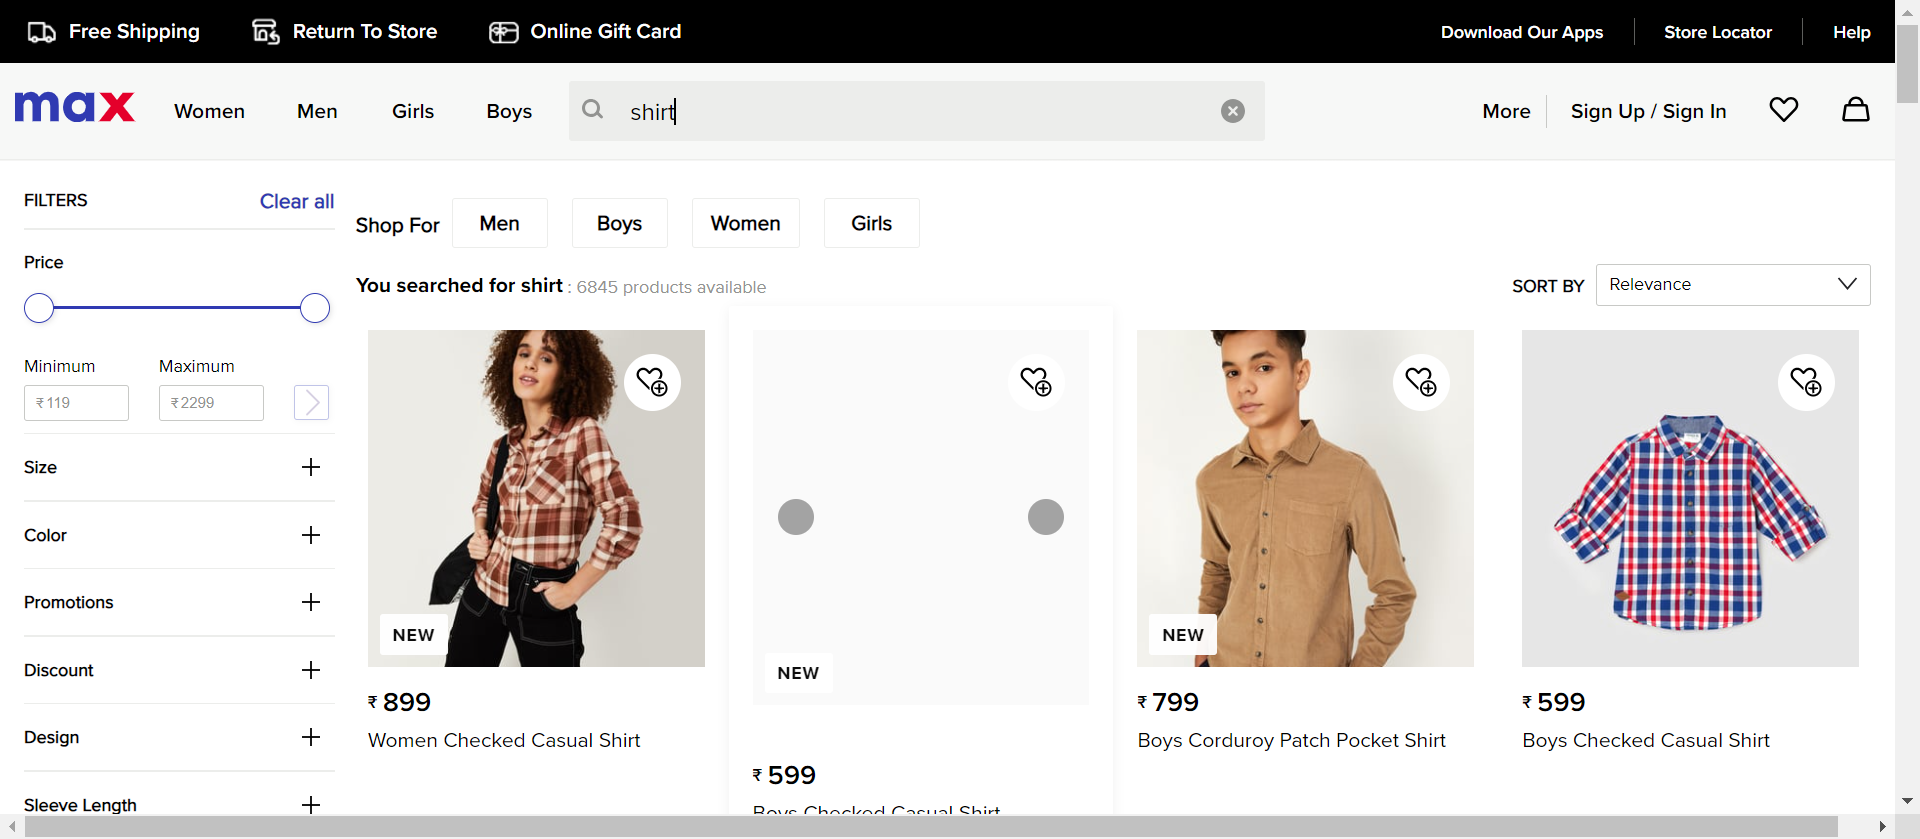 Free Shipping
Return To Store
Online Gift Card
Download Our Apps
Store Locator
Help
max
Women
Men
Girls
Boys
shirt
More
Sign Up / Sign In
FILTERS
Clear all
Price
Minimum
Maximum
₹ 119
₹ 2299
Size
Color
Promotions
Discount
Design
Sleeve Length
Shop For
Men
Boys
Women
Girls
You searched for shirt : 6845 products available
SORT BY
Relevance
NEW
₹ 899
Women Checked Casual Shirt
NEW
₹ 599
Boys Checked Casual Shirt
NEW
₹ 799
Boys Corduroy Patch Pocket Shirt
₹ 599
Boys Checked Casual Shirt